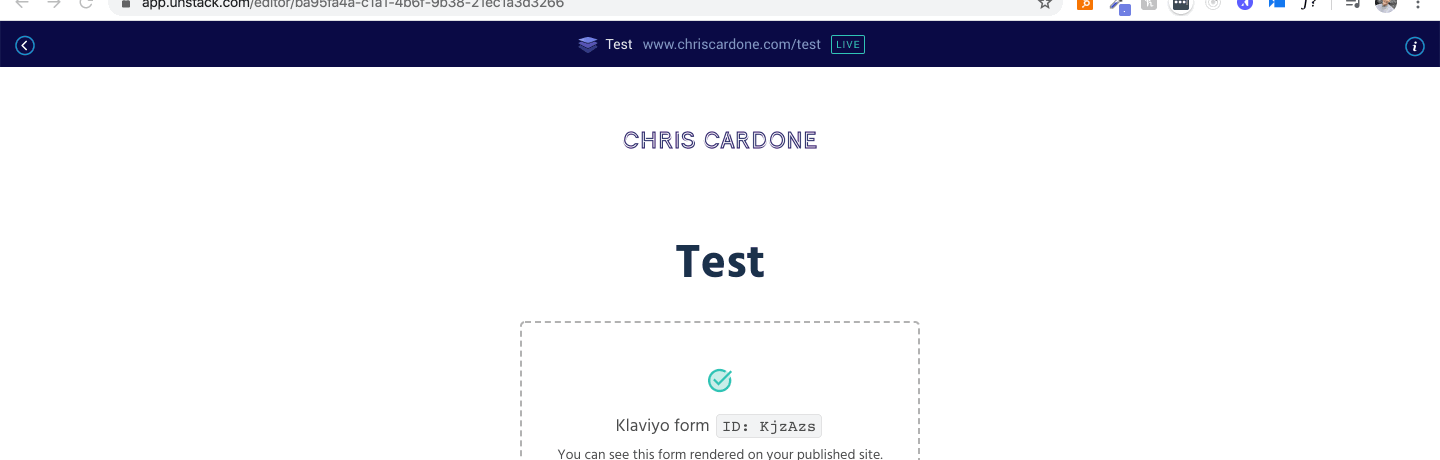 app.unstack.com/editor/ba95fa4a-c1a1-4b6f-9b38-21ec1a3d3266
Test www.chriscardone.com/test LIVE
CHRIS CARDONE
Test
Klaviyo form ID: KjzAzs
You can see this form rendered on your published site.